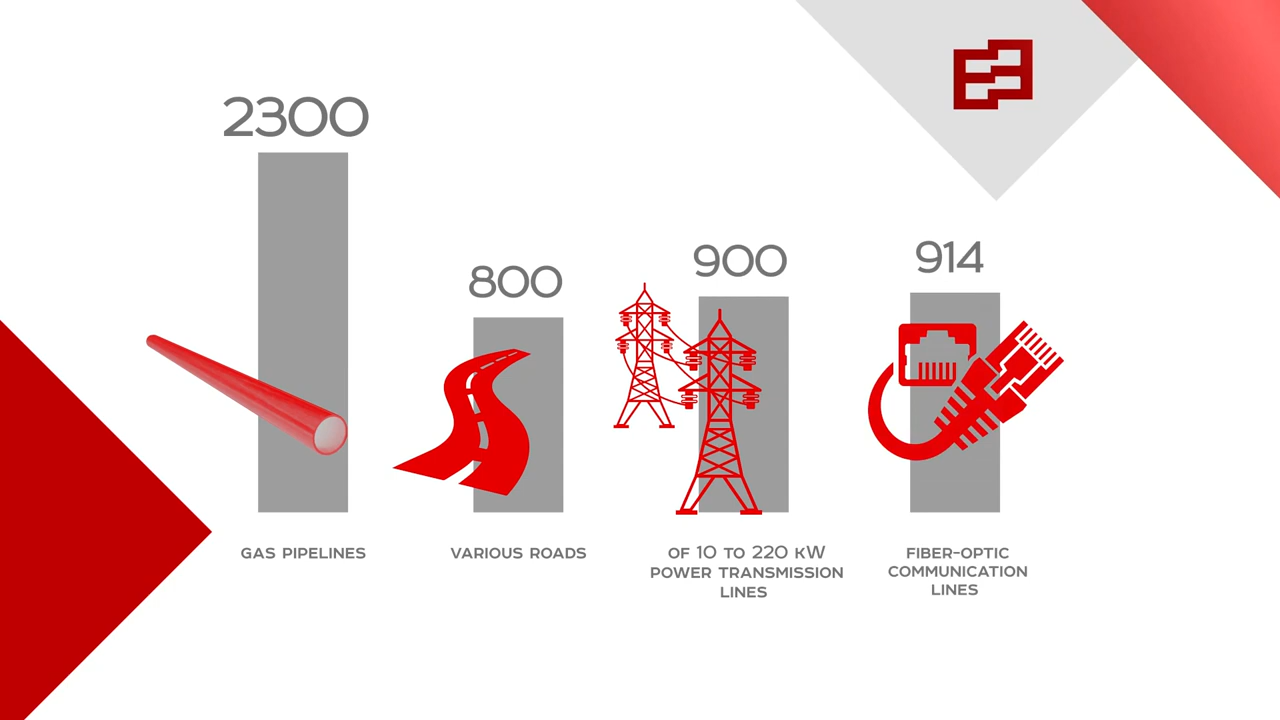 2300
800
900
914
GAS PIPELINES
VARIOUS ROADS
OF 10 TO 220 KW
POWER TRANSMISSION
LINES
FIBER-OPTIC
COMMUNICATION
LINES